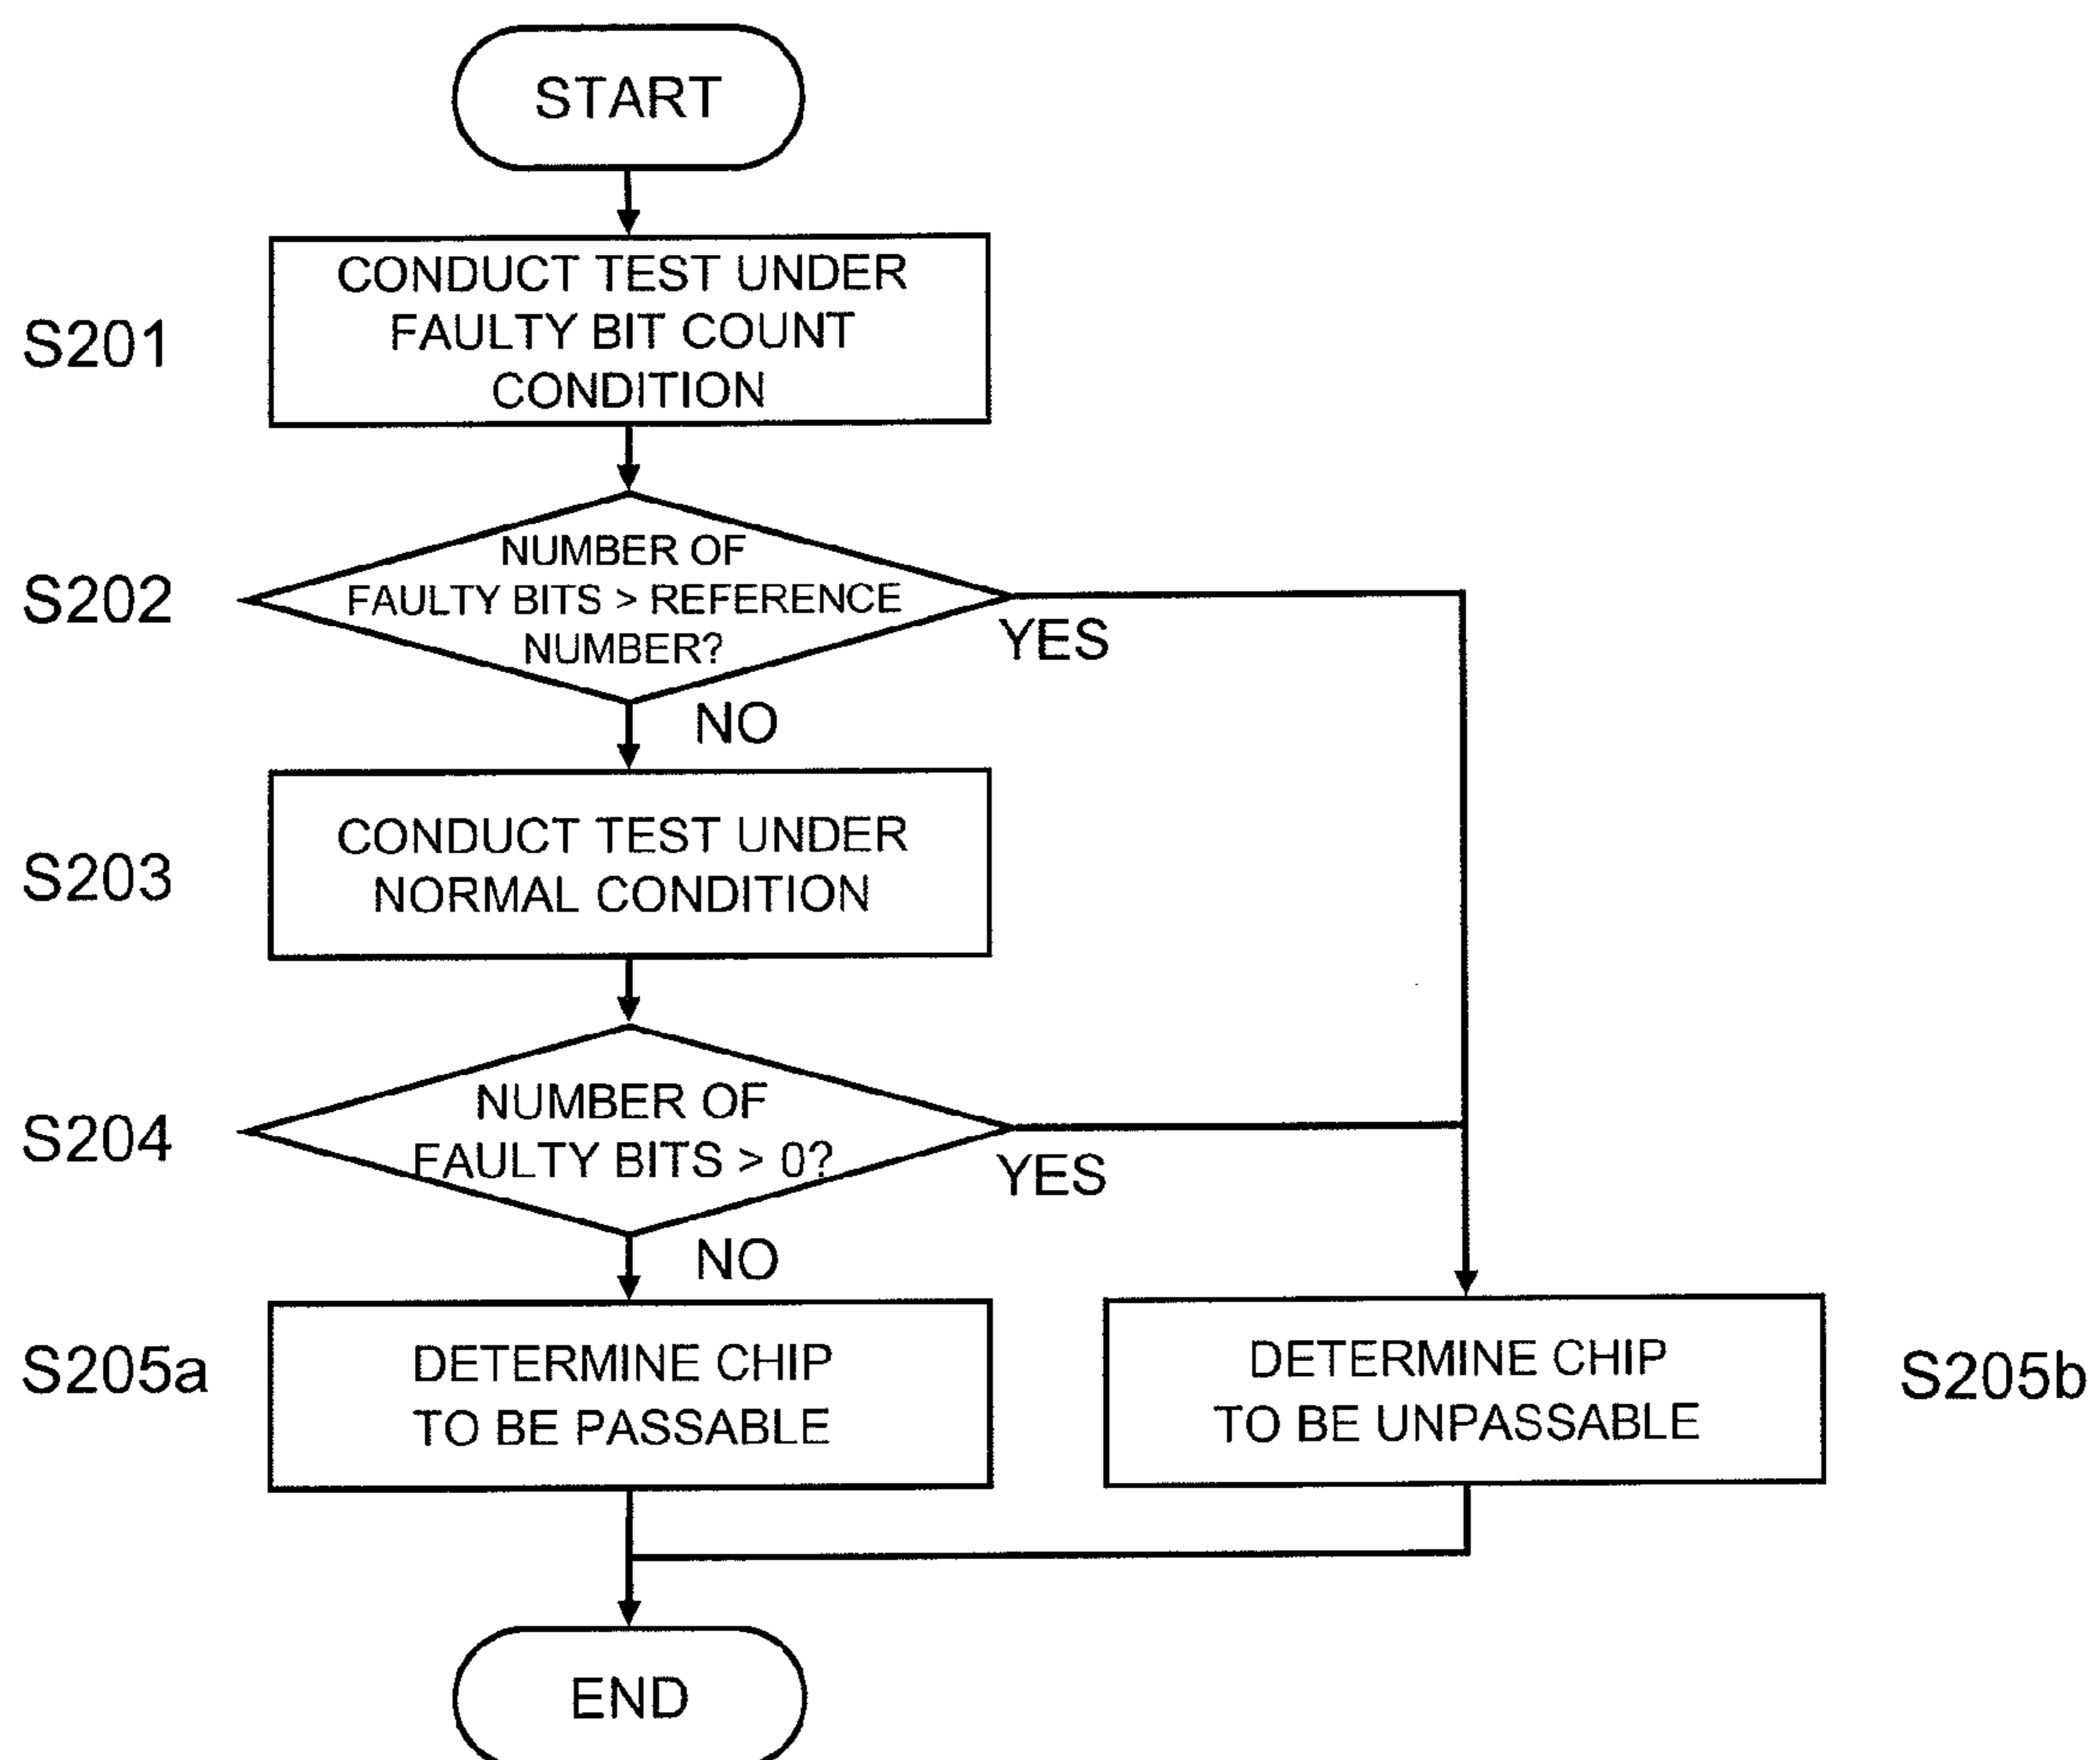 START
S201
CONDUCT TEST UNDER
FAULTY BIT COUNT
CONDITION
S202
NUMBER OF
FAULTY BITS > REFERENCE
NUMBER?
YES
NO
S203
CONDUCT TEST UNDER
NORMAL CONDITION
S204
NUMBER OF
FAULTY BITS > 0?
YES
NO
S205a
DETERMINE CHIP
TO BE PASSABLE
DETERMINE CHIP
TO BE UNPASSABLE
S205b
END